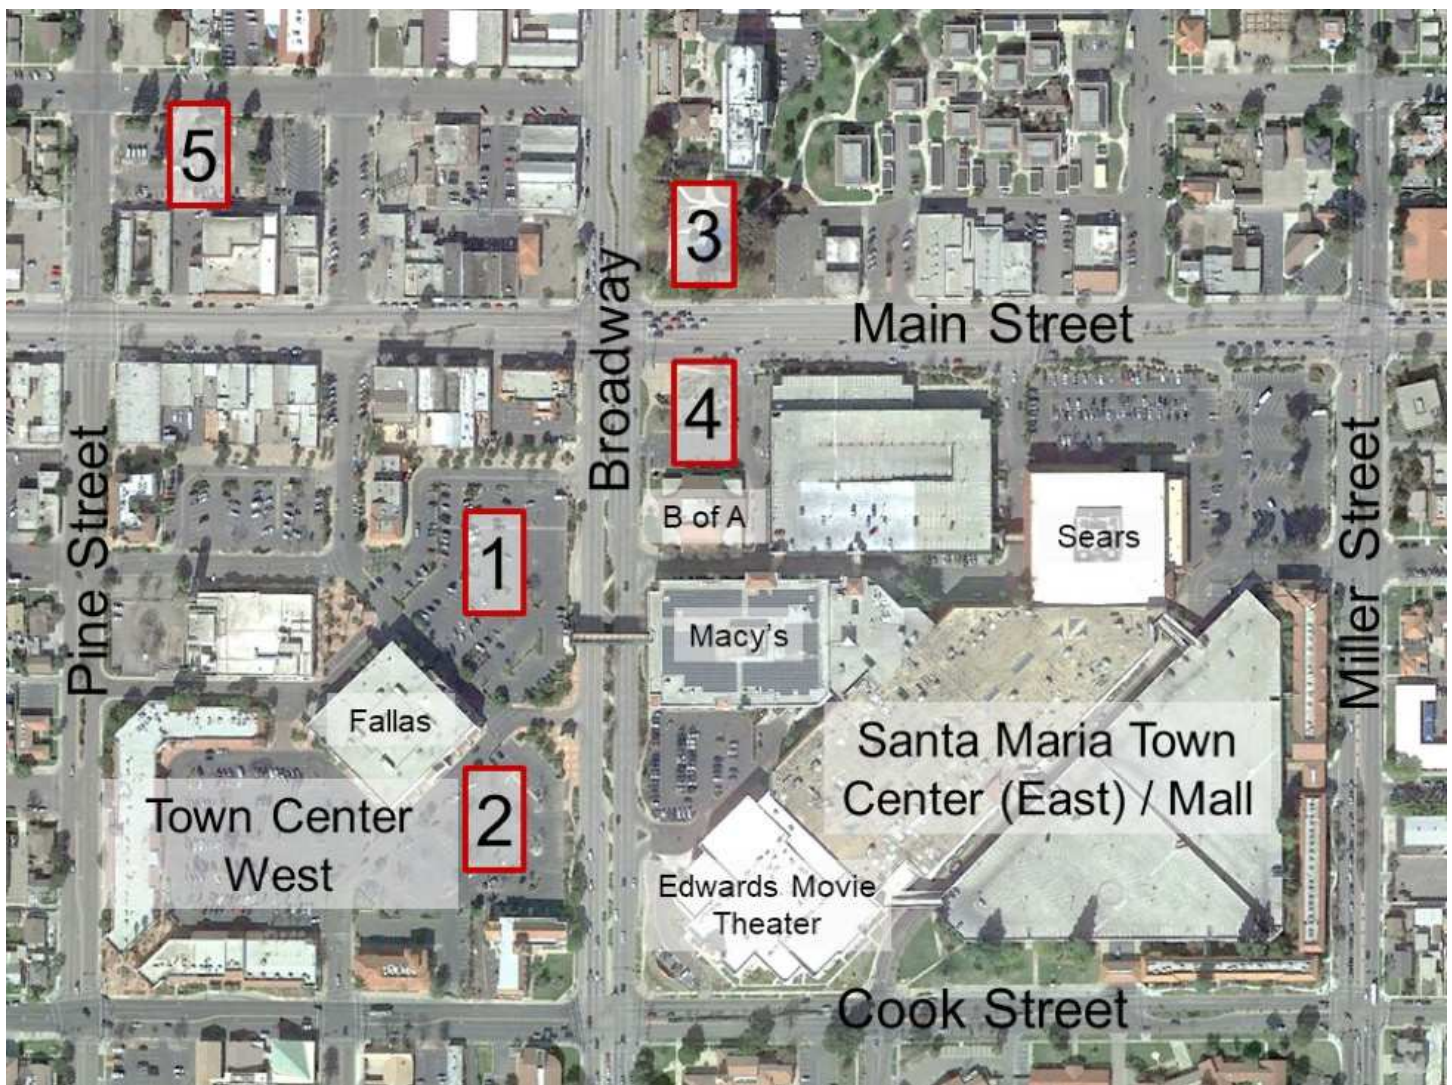 5
3
Main Street
Broadway
4
Pine Street
B of A
Sears
1
Miller Street
Macy's
Fallas
Santa Maria Town
Center (East) / Mall
2
Town Center
West
Edwards Movie
Theater
Cook Street